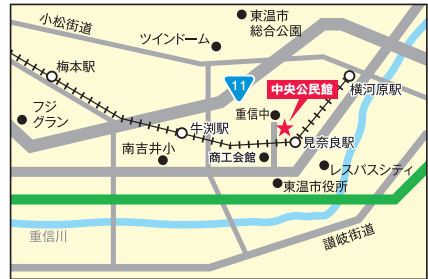 小松街道
東温市
総合公園
ツインドーム
梅本駅
11
中央公民館
横河原駅
フジ
グラン
重信中
牛渕駅
見奈良駅
南吉井小
商工会館
レスパスシティ
東温市役所
重信川
讃岐街道